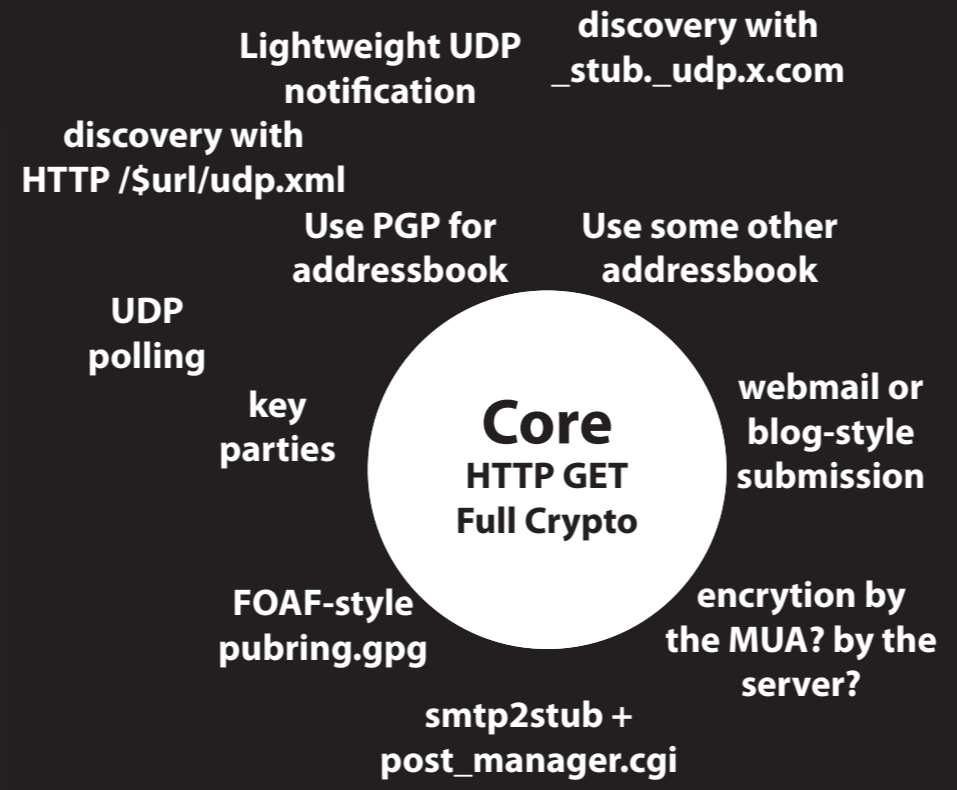 Lightweight UDP
notification
discovery with
_stub._udp.x.com
discovery with
HTTP /$url/udp.xml
Use PGP for
addressbook
Use some other
addressbook
UDP
polling
key
parties
Core
HTTP GET
Full Crypto
webmail or
blog-style
submission
FOAF-style
pubring.gpg
encrytion by
the MUA? by the
server?
smtp2stub +
post_manager.cgi